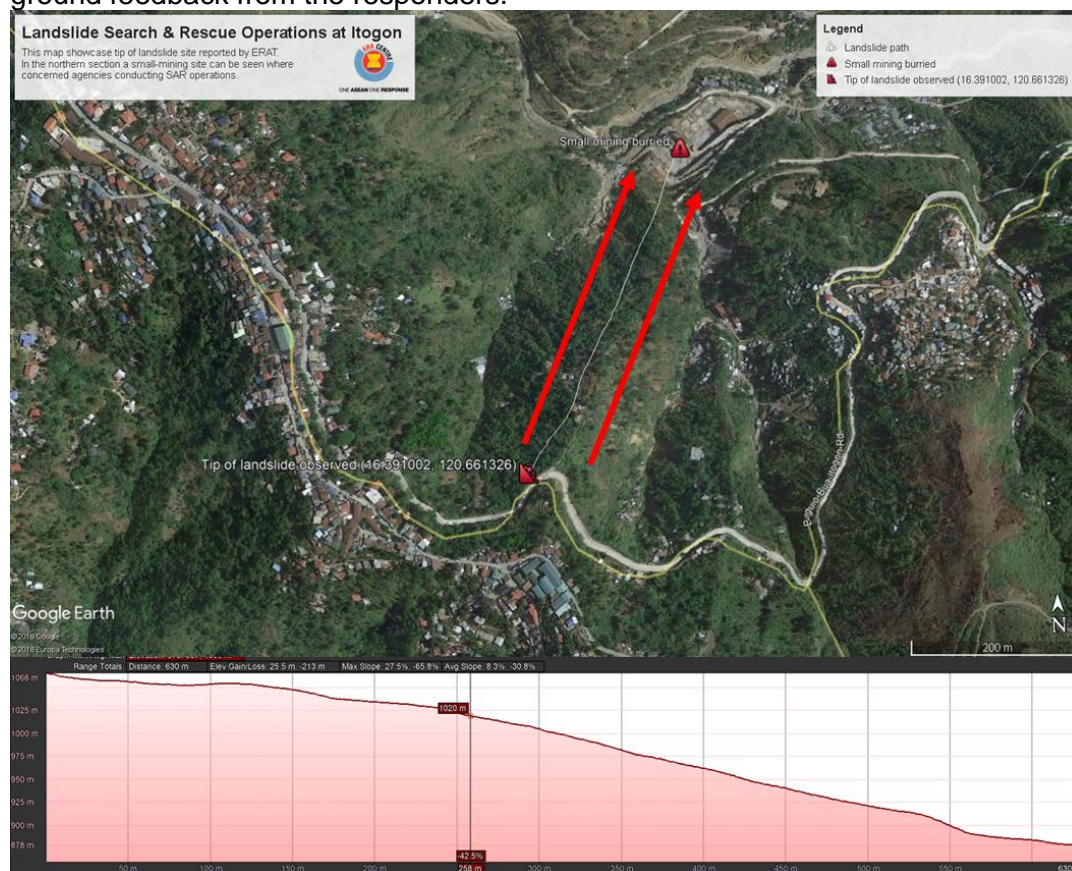 ground feedback from the responders.
Landslide Search & Rescue Operations at Itogon
This map showcase tip of landslide site reported by ERAT.
In the northern section a small-mining site can be seen where
concerned agencies conducting SAR operations.
AHA CENTRE
ONE ASEAN ONE RESPONSE
Legend
Landslide path
Small mining burried
Tip of landslide observed (16.391002, 120.661326)
Small mining burried
Tip of landslide observed (16.391002, 120.661326)
Rd
Google Earth
©2018 Google
©2018 Europa Technologies
N
200 m
Range Totals: Distance: 630 m Elev Gain/Loss: 25.5 m, -213 m Max Slope: 27.5%, -65.8% Avg Slope: 8.3%, -30.8%
1066 m
1025 m
1020 m
1000 m
975 m
950 m
925 m
900 m
878 m
-42.5%
50 m 100 m 150 m 200 m 258 m 300 m 350 m 400 m 450 m 500 m 550 m 630